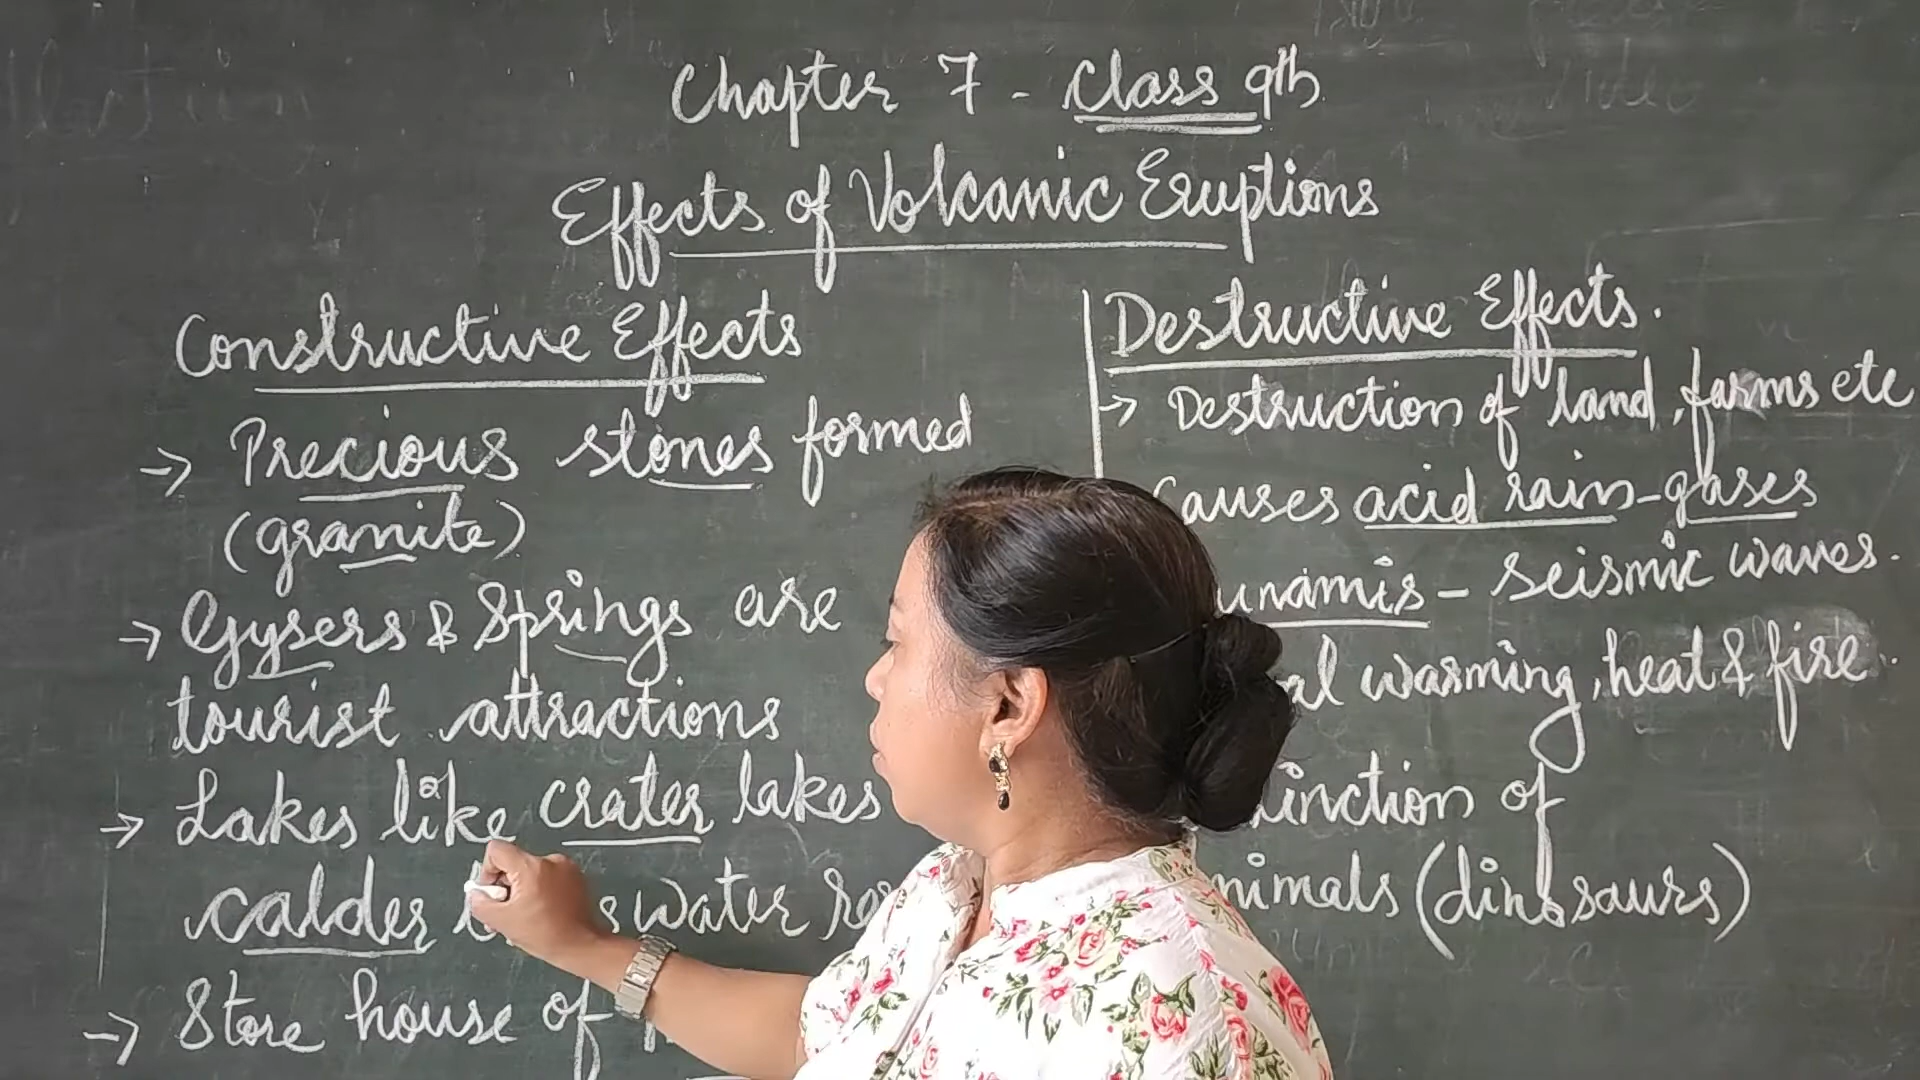 Chapter 7 - Class 9th
Effects of Volcanic Eruptions
Constructive Effects
-> Precious stones formed
(granite)
-> Gysers & Springs are
tourist attractions
-> Lakes like crater lakes
calder water
-> Store house of
Destructive Effects.
-> Destruction of land, farms etc
Causes acid rain-gases
unamis - seismic waves.
al warming, heat & fire.
inction of
nimals (dinosaurs)